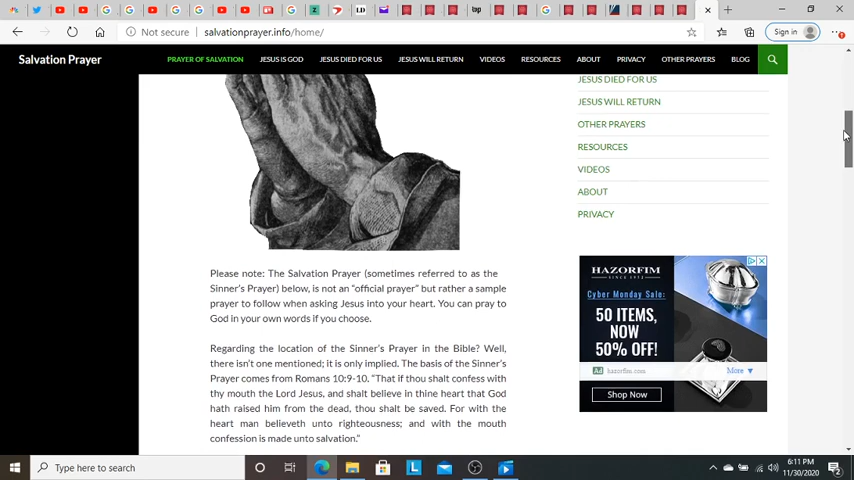 Not secure
salvationprayer.info/home/
Sign in
Salvation Prayer
PRAYER OF SALVATION
JESUS IS GOD
JESUS DIED FOR US
JESUS WILL RETURN
VIDEOS
RESOURCES
ABOUT
PRIVACY
OTHER PRAYERS
BLOG
JESUS DIED FOR US
JESUS WILL RETURN
OTHER PRAYERS
RESOURCES
VIDEOS
ABOUT
PRIVACY
Please note: The Salvation Prayer (sometimes referred to as the
Sinner's Prayer) below, is not an "official prayer" but rather a sample
prayer to follow when asking Jesus into your heart. You can pray to
God in your own words if you choose.
Regarding the location of the Sinner's Prayer in the Bible? Well,
there isn't one mentioned; it is only implied. The basis of the Sinner's
Prayer comes from Romans 10:9-10. "That if thou shalt confess with
thy mouth the Lord Jesus, and shalt believe in thine heart that God
hath raised him from the dead, thou shalt be saved. For with the
heart man believeth unto righteousness; and with the mouth
confession is made unto salvation."
HAZORFIM
SINCE 1952
Cyber Monday Sale:
50 ITEMS,
NOW
50% OFF!
Ad
hazorfim.com
More
Shop Now
Type here to search
6:11 PM
11/30/2020